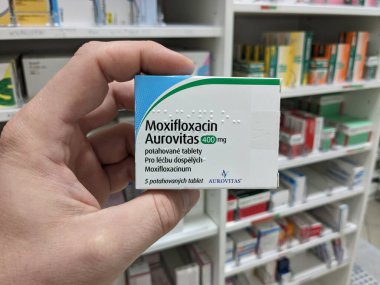 Moxifloxacin
Aurovitas 400 mg
potahované tablety
Pro léčbu dospělých
Moxifloxacinum
5 potahovaných tablet
AUROVITAS